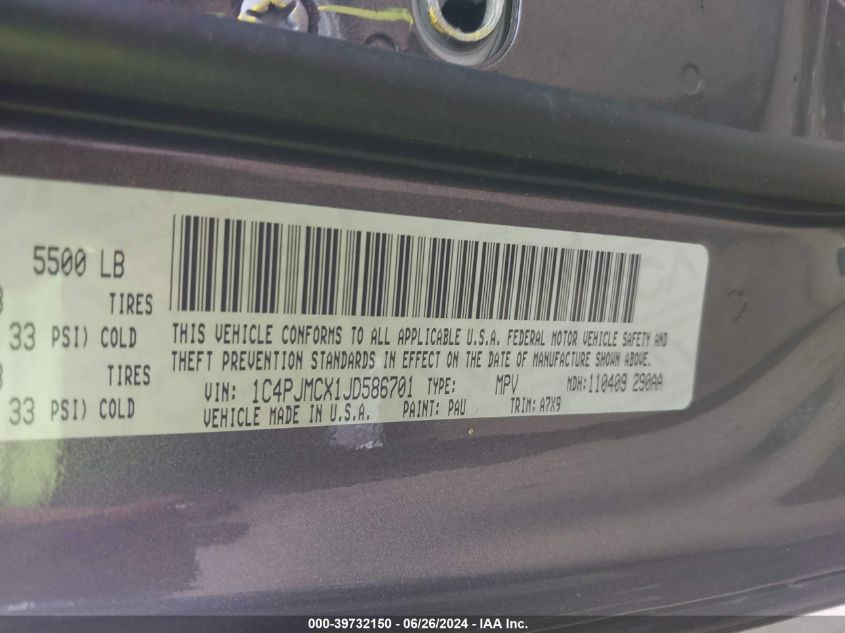 5500 LB
TIRES
33 PSI) COLD
TIRES
33 PSI) COLD
THIS VEHICLE CONFORMS TO ALL APPLICABLE U.S.A. FEDERAL MOTOR VEHICLE SAFETY AND
THEFT PREVENTION STANDARDS IN EFFECT ON THE DATE OF MANUFACTURE SHOWN ABOVE.
VIN: 1C4PJMCX1JD586701 TYPE: MPV MDH: 110409 290AA
VEHICLE MADE IN U.S.A. PAINT: PAU TRIM: A7X9
000-39732150 - 06/26/2024 - IAA Inc.